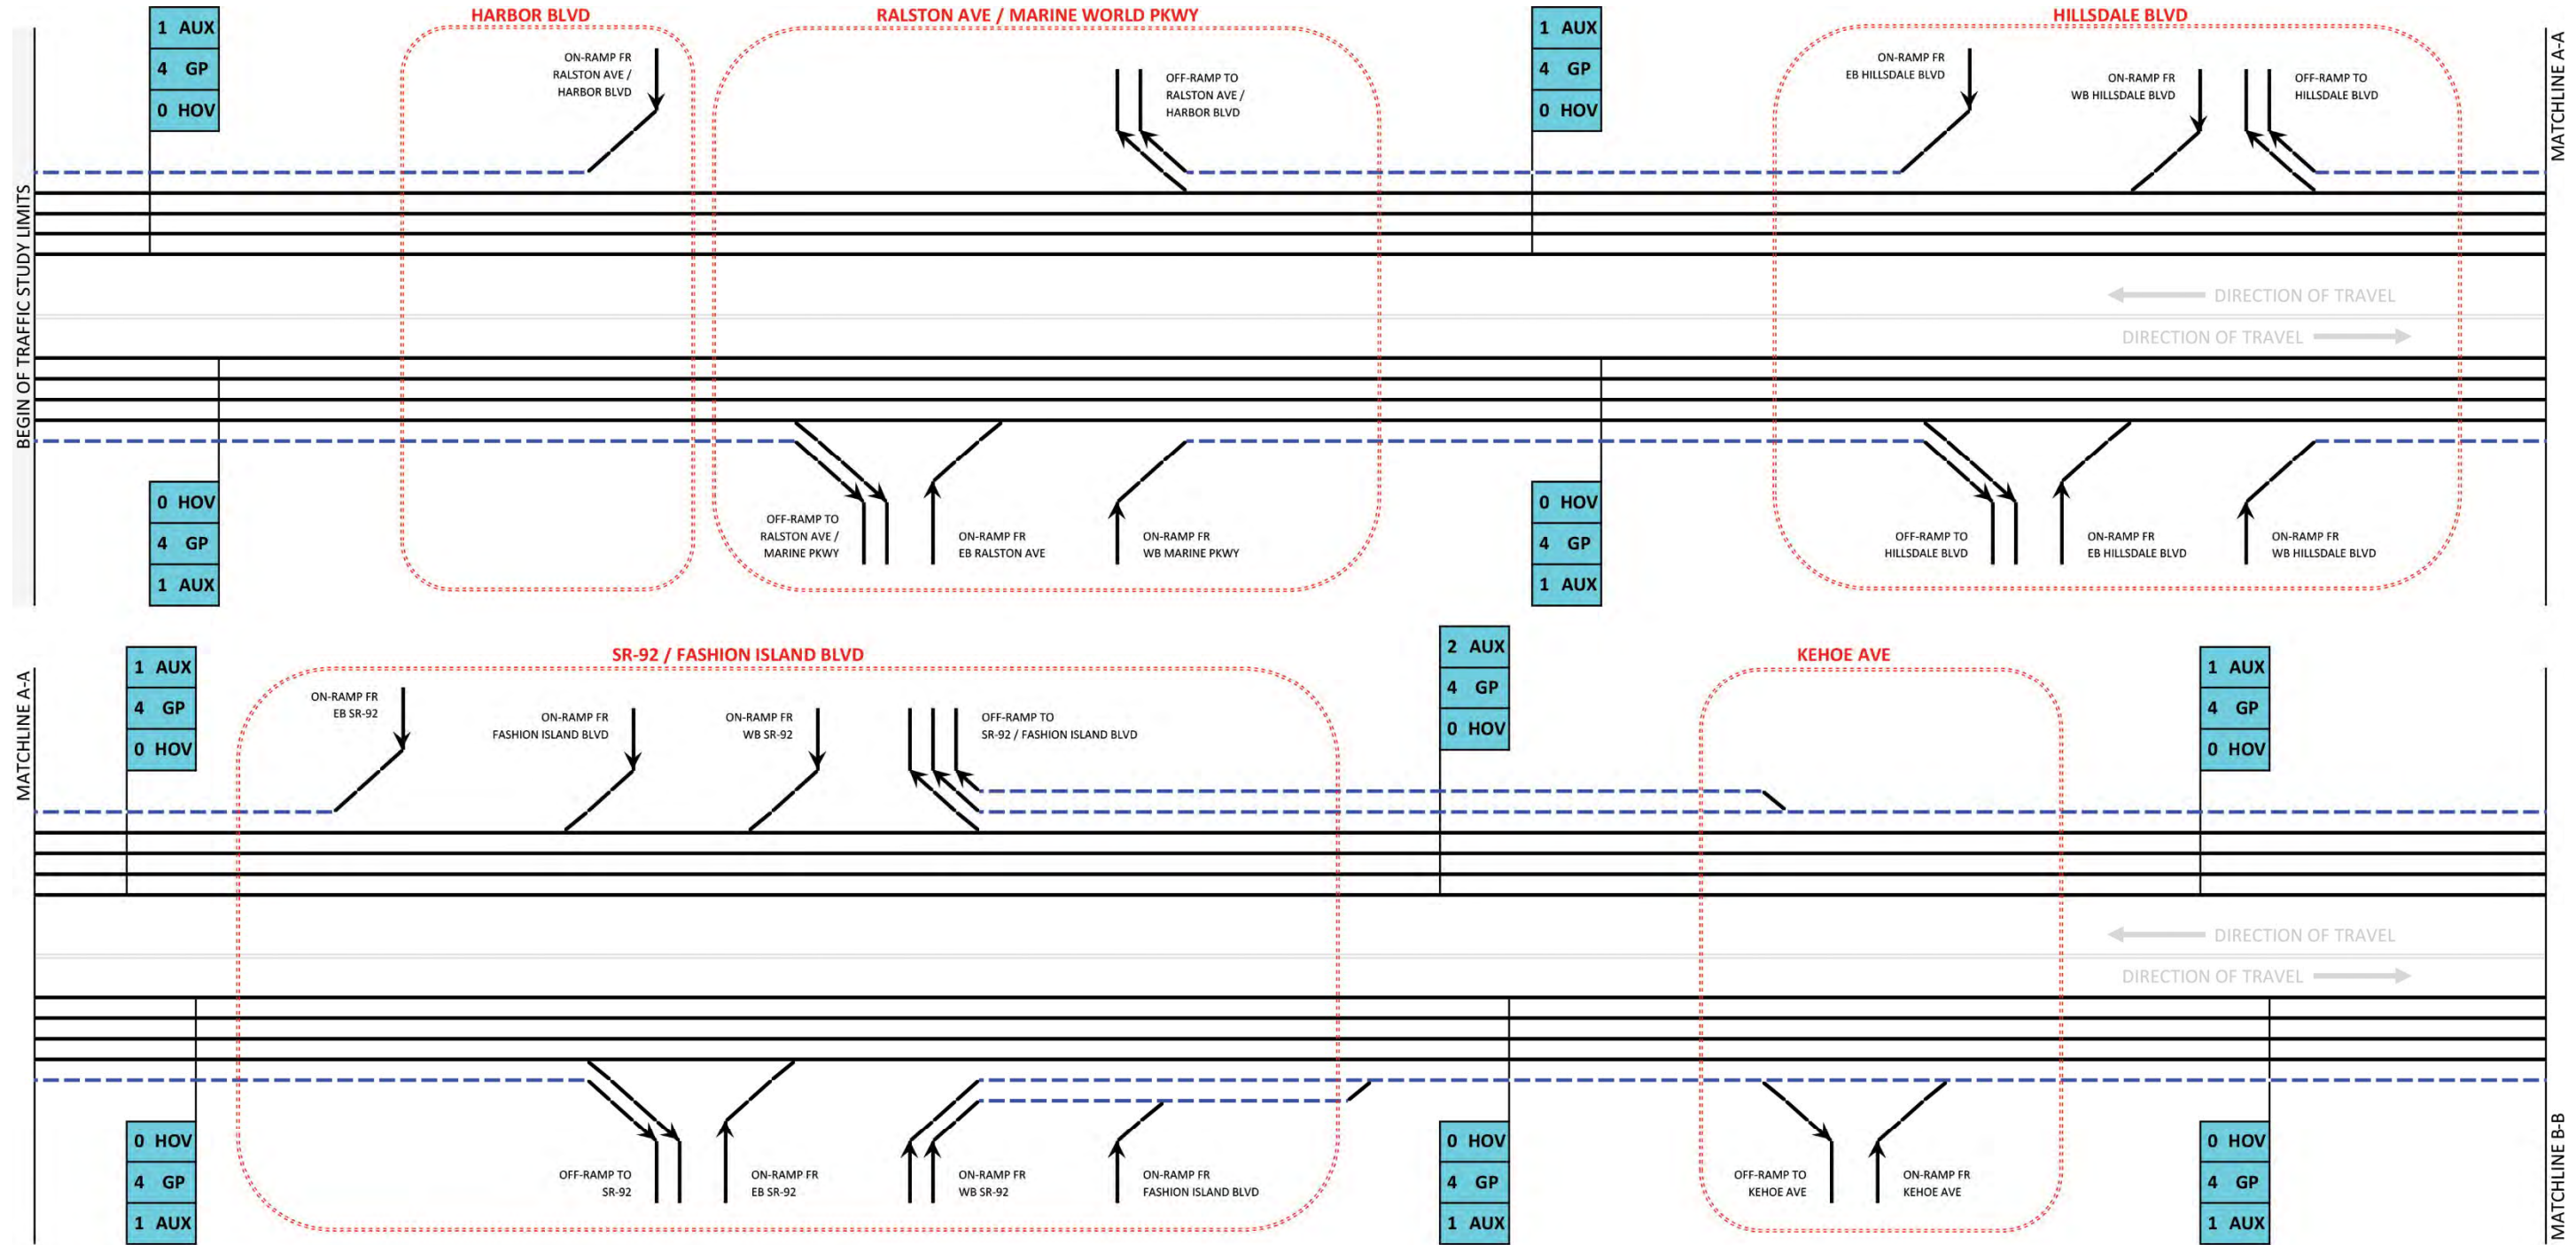 HARBOR BLVD
RALSTON AVE / MARINE WORLD PKWY
HILLSDALE BLVD
1 AUX
4 GP
0 HOV
ON-RAMP FR
RALSTON AVE /
HARBOR BLVD
OFF-RAMP TO
RALSTON AVE /
HARBOR BLVD
1 AUX
4 GP
0 HOV
ON-RAMP FR
EB HILLSDALE BLVD
ON-RAMP FR
WB HILLSDALE BLVD
OFF-RAMP TO
HILLSDALE BLVD
MATCHLINE A-A
BEGIN OF TRAFFIC STUDY LIMITS
DIRECTION OF TRAVEL
DIRECTION OF TRAVEL
0 HOV
4 GP
1 AUX
OFF-RAMP TO
RALSTON AVE /
MARINE PKWY
ON-RAMP FR
EB RALSTON AVE
ON-RAMP FR
WB MARINE PKWY
0 HOV
4 GP
1 AUX
OFF-RAMP TO
HILLSDALE BLVD
ON-RAMP FR
EB HILLSDALE BLVD
ON-RAMP FR
WB HILLSDALE BLVD
SR-92 / FASHION ISLAND BLVD
KEHOE AVE
MATCHLINE A-A
1 AUX
4 GP
0 HOV
ON-RAMP FR
EB SR-92
ON-RAMP FR
FASHION ISLAND BLVD
ON-RAMP FR
WB SR-92
OFF-RAMP TO
SR-92 / FASHION ISLAND BLVD
2 AUX
4 GP
0 HOV
1 AUX
4 GP
0 HOV
DIRECTION OF TRAVEL
DIRECTION OF TRAVEL
0 HOV
4 GP
1 AUX
OFF-RAMP TO
SR-92
ON-RAMP FR
EB SR-92
ON-RAMP FR
WB SR-92
ON-RAMP FR
FASHION ISLAND BLVD
0 HOV
4 GP
1 AUX
OFF-RAMP TO
KEHOE AVE
ON-RAMP FR
KEHOE AVE
0 HOV
4 GP
1 AUX
MATCHLINE B-B